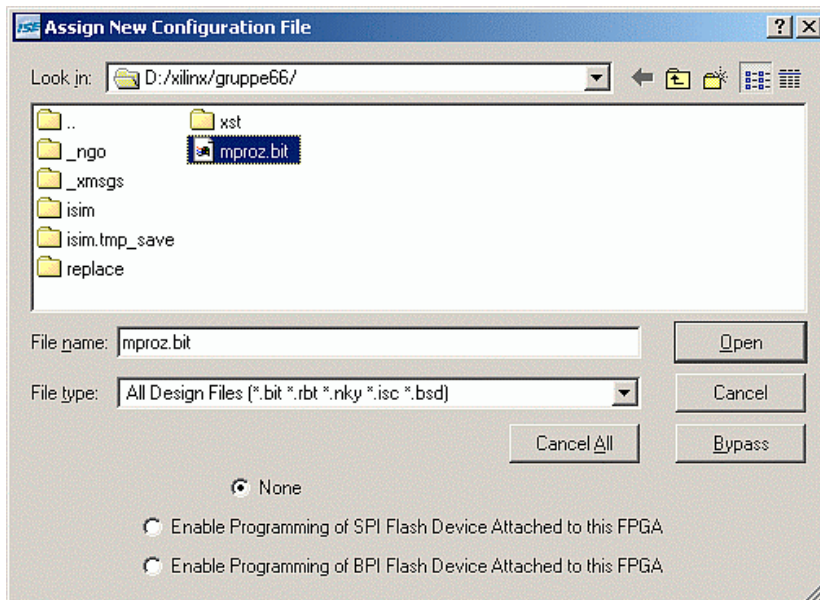 ISE Assign New Configuration File
Look in: D:/xilinx/gruppe66/
.. xst
_ngo mproz.bit
_xmsgs
isim
isim.tmp_save
replace
File name: mproz.bit Open
File type: All Design Files (*.bit *.rbt *.nky *.isc *.bsd) Cancel
Cancel All Bypass
None
Enable Programming of SPI Flash Device Attached to this FPGA
Enable Programming of BPI Flash Device Attached to this FPGA